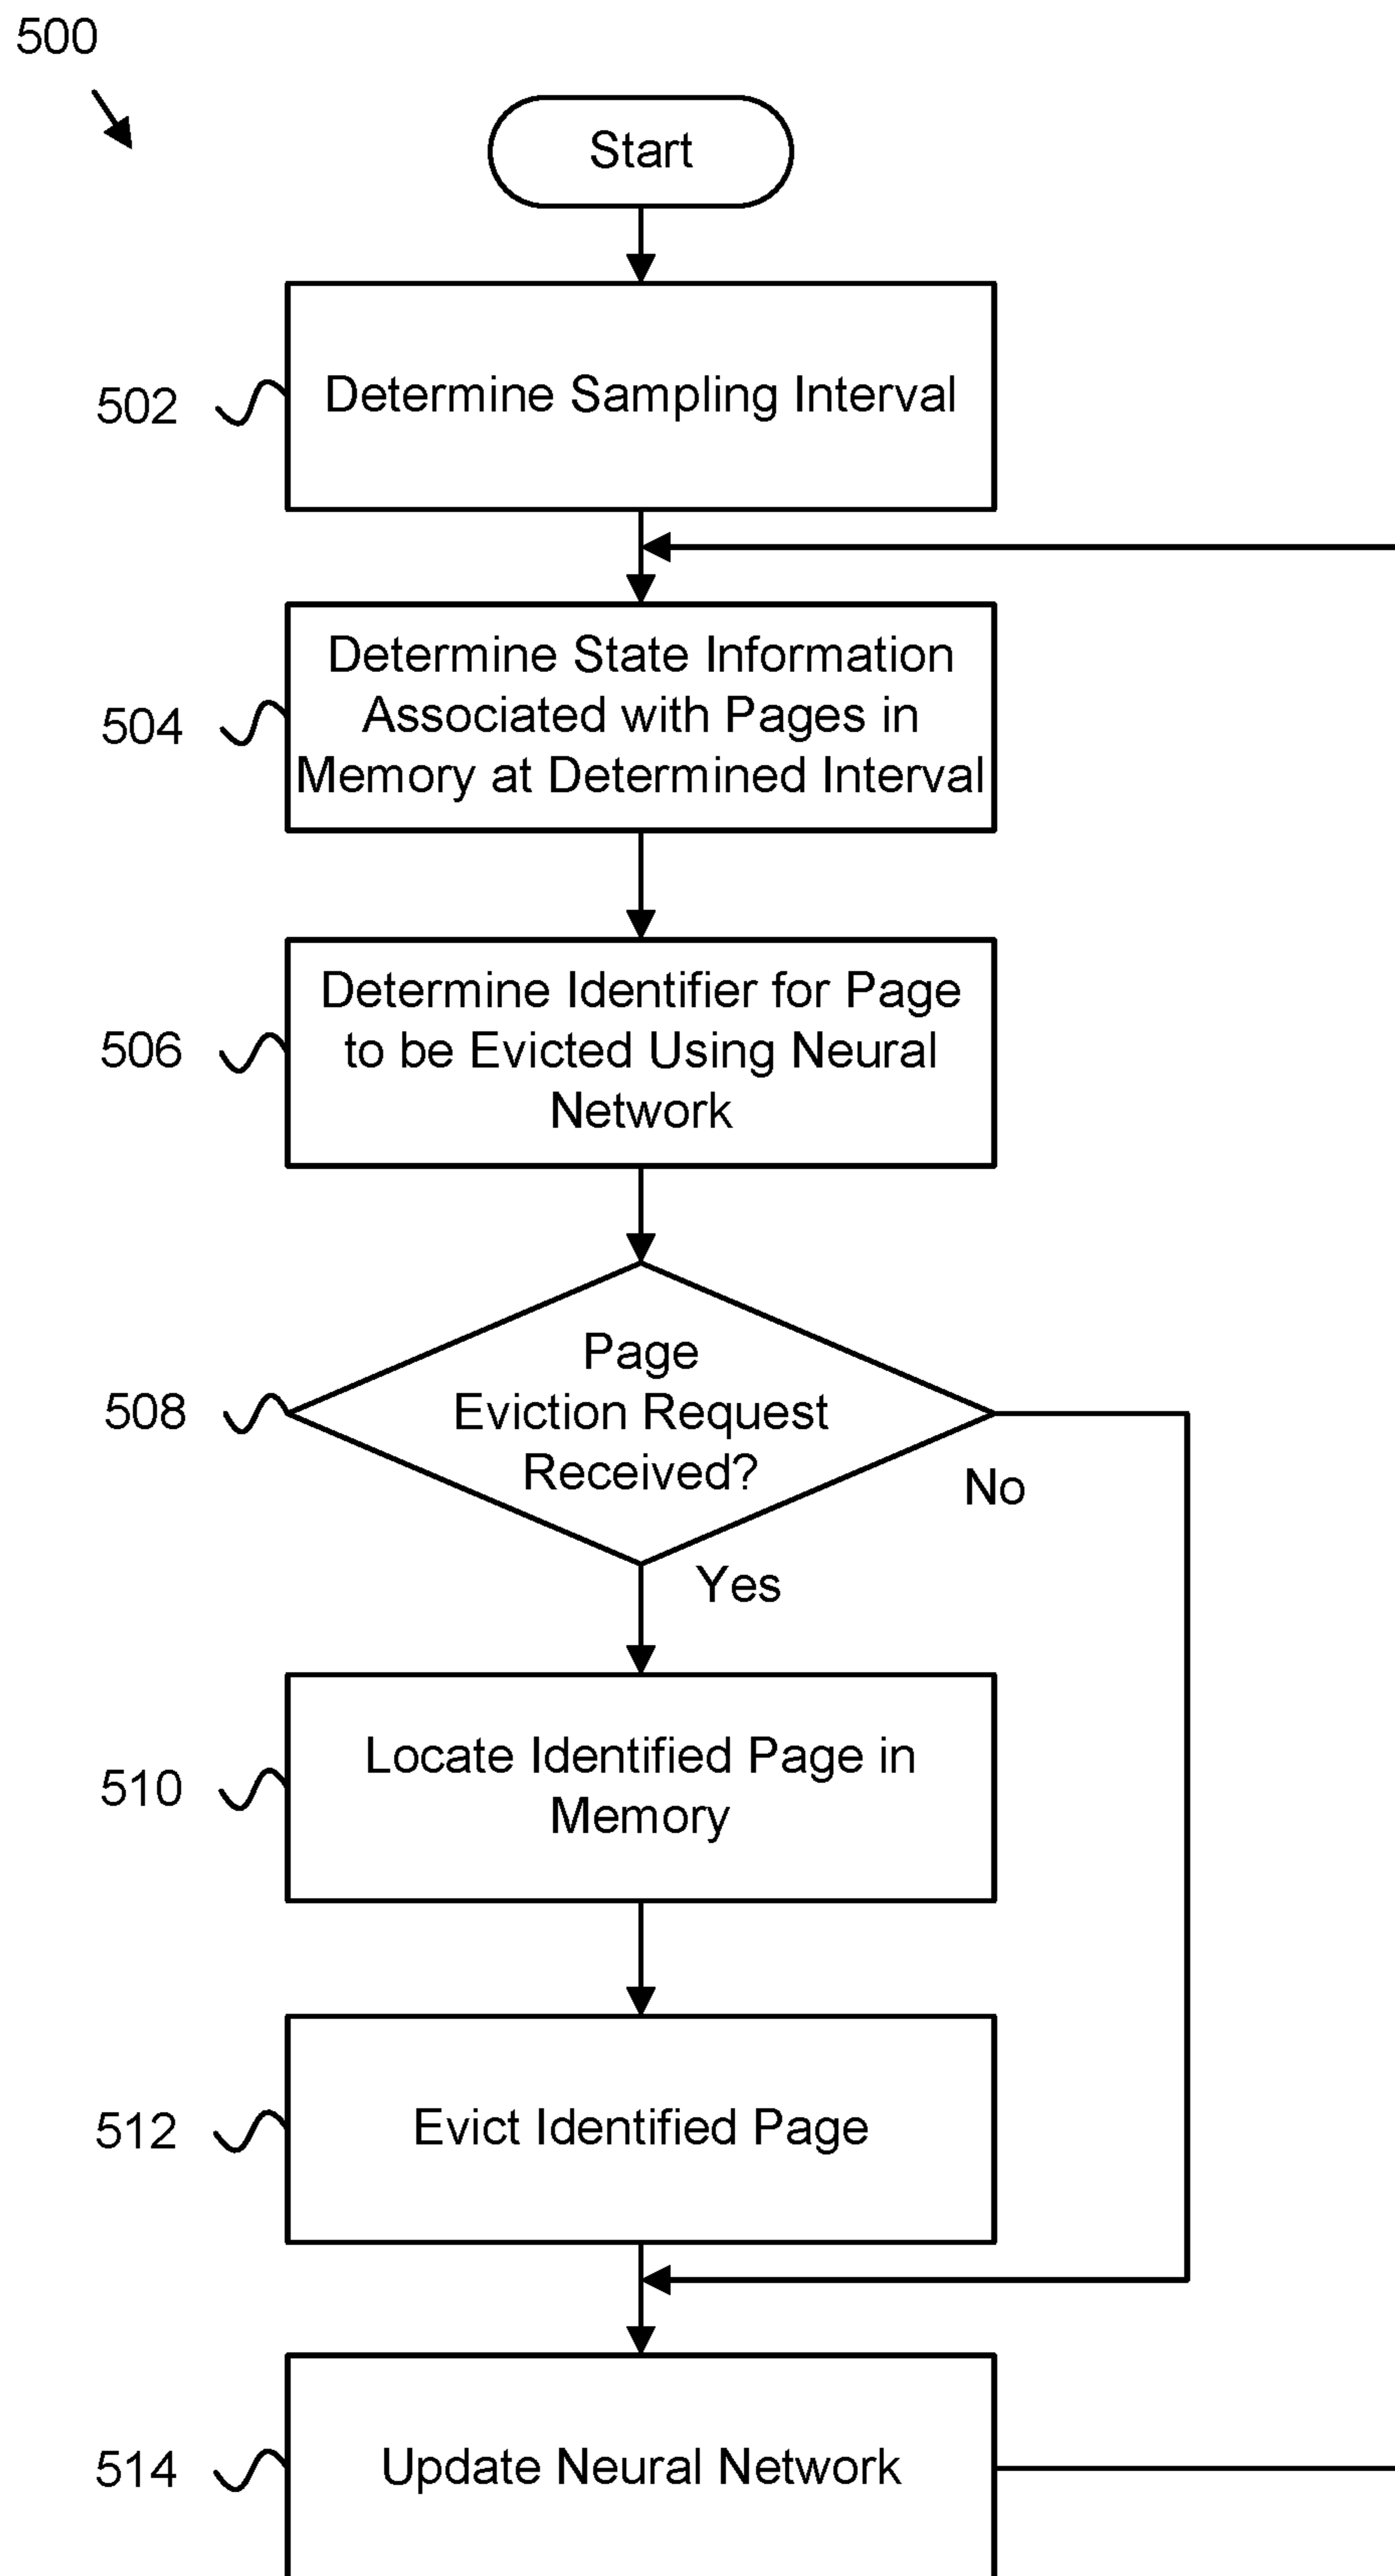 500
Start
502
Determine Sampling Interval
504
Determine State Information
Associated with Pages in
Memory at Determined Interval
506
Determine Identifier for Page
to be Evicted Using Neural
Network
508
Page
Eviction Request
Received?
No
Yes
510
Locate Identified Page in
Memory
512
Evict Identified Page
514
Update Neural Network